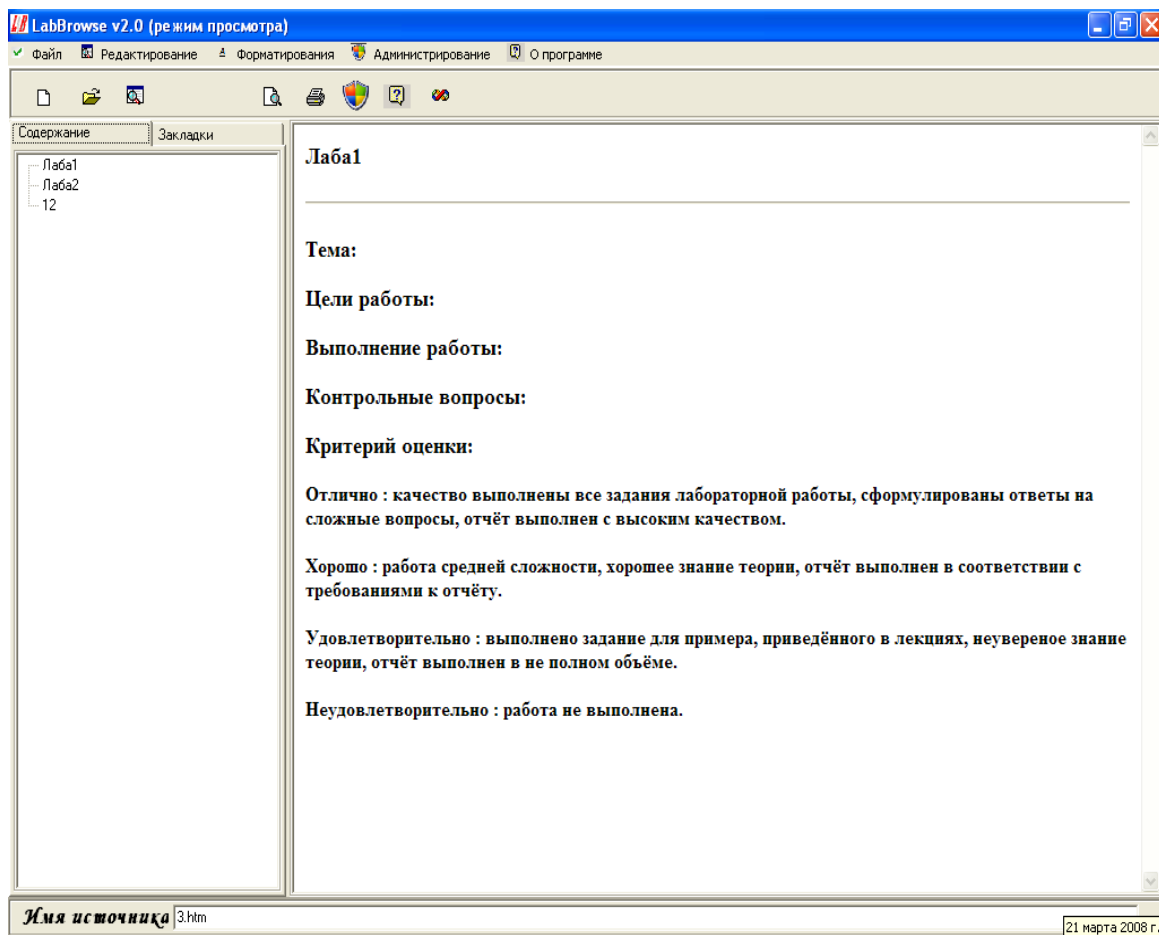 LabBrowse v2.0 (режим просмотра)
Файл Редактирование Форматирования Администрирование О программе
Содержание Закладки
Лаба1
Лаба2
12
Лаба1
Тема:
Цели работы:
Выполнение работы:
Контрольные вопросы:
Критерий оценки:
Отлично : качество выполнены все задания лабораторной работы, сформулированы ответы на
сложные вопросы, отчёт выполнен с высоким качеством.
Хорошо : работа средней сложности, хорошее знание теории, отчёт выполнен в соответствии с
требованиями к отчёту.
Удовлетворительно : выполнено задание для примера, приведённого в лекциях, неувереное знание
теории, отчёт выполнен в не полном объёме.
Неудовлетворительно : работа не выполнена.
Имя источника 3.htm
21 марта 2008 г.